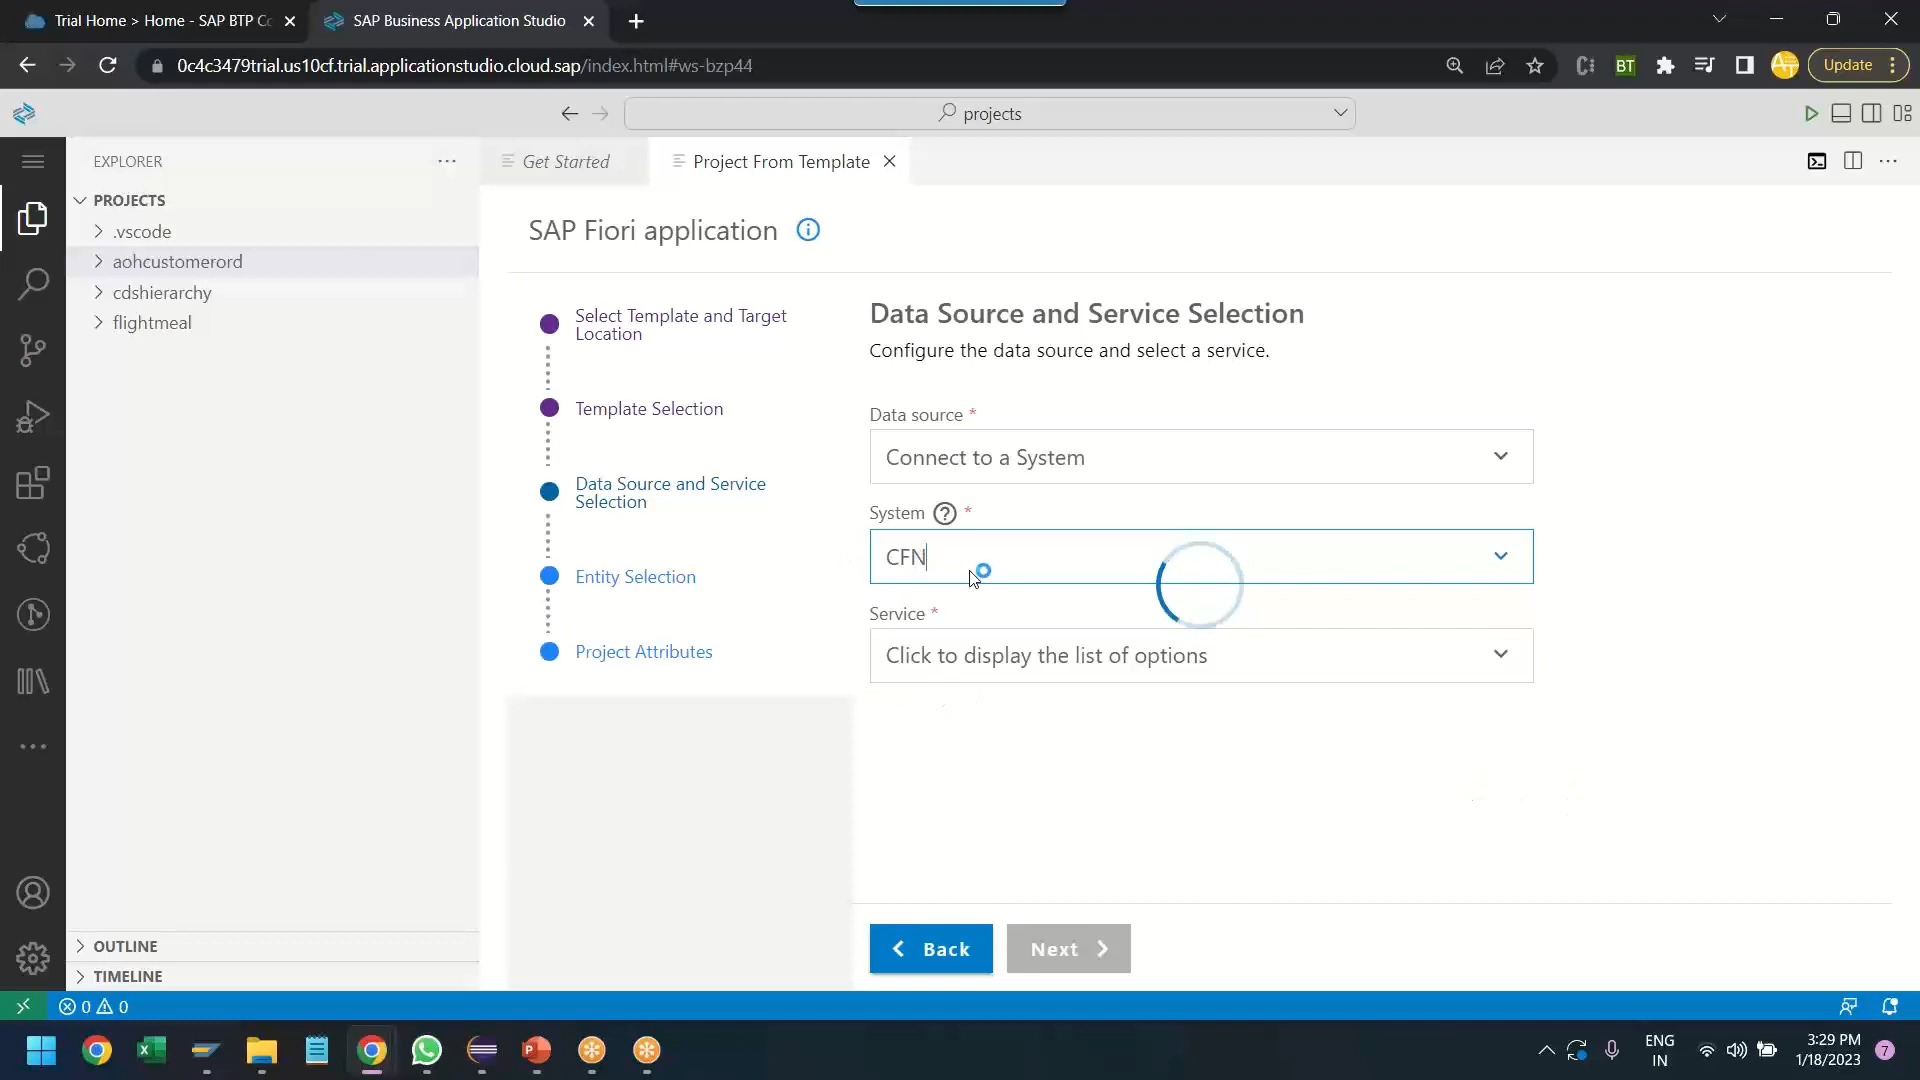 Trial Home > Home - SAP BTP Co
SAP Business Application Studio
0c4c3479trial.us10cf.trial.applicationstudio.cloud.sap/index.html#ws-bzp44
BT
Update
projects
EXPLORER
Get Started
Project From Template
PROJECTS
.vscode
aohcustomerord
cdshierarchy
flightmeal
SAP Fiori application
Select Template and Target
Location
Template Selection
Data Source and Service
Selection
Entity Selection
Project Attributes
Data Source and Service Selection
Configure the data source and select a service.
Data source *
Connect to a System
System *
CFN
Service *
Click to display the list of options
Back
Next
OUTLINE
TIMELINE
0 0
ENG
IN
3:29 PM
1/18/2023
7